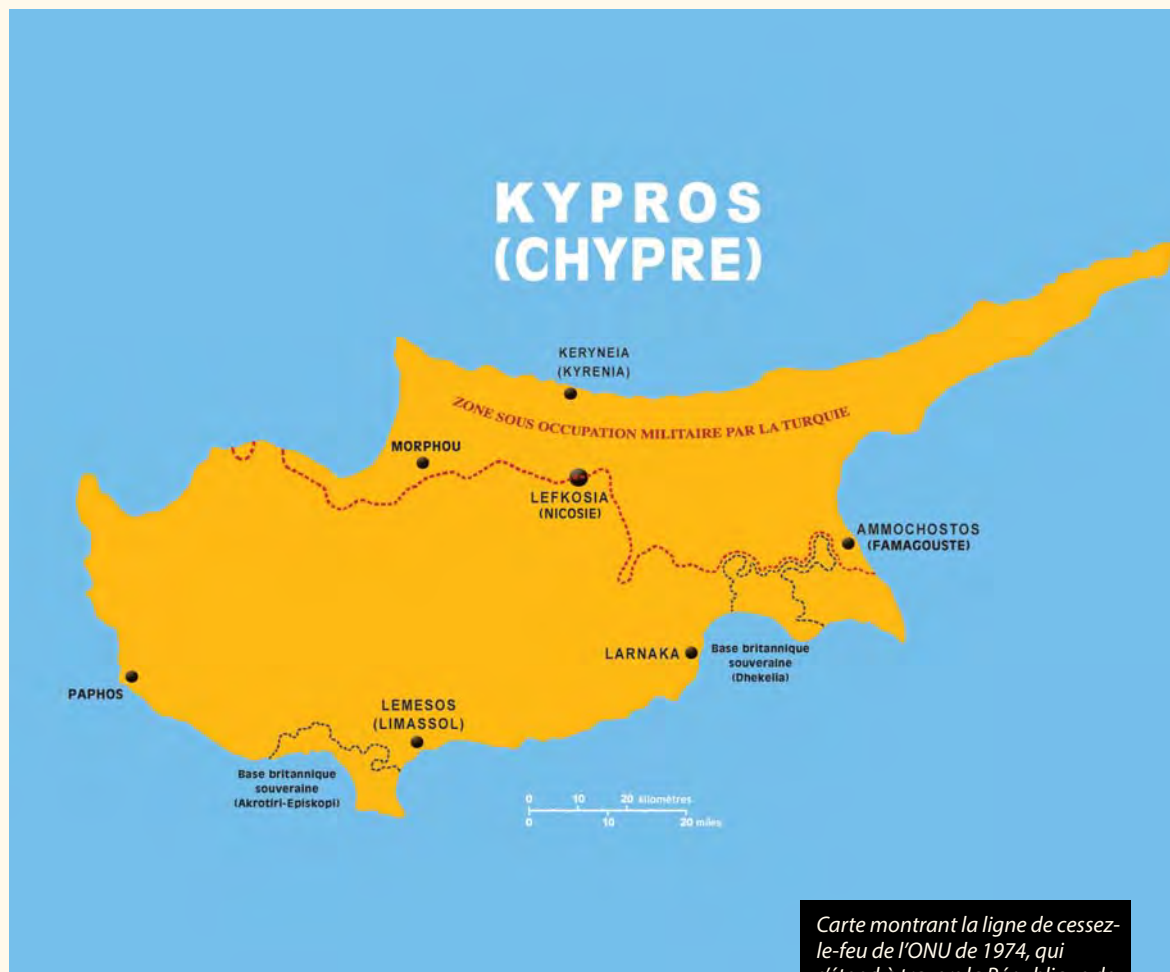 KYPROS
(CHYPRE)
KERYNEIA
(KYRENIA)
ZONE SOUS OCCUPATION MILITAIRE PAR LA TURQUIE
MORPHOU
LEFKOSIA
(NICOSIE)
AMMOCHOSTOS
(FAMAGOUSTE)
LARNAKA
Base britannique
souveraine
(Dhekelia)
PAPHOS
LEMESOS
(LIMASSOL)
Base britannique
souveraine
(Akrotiri-Episkopi)
0 10 20 kilomètres
0 10 20 miles
Carte montrant la ligne de cessez-
le-feu de l'ONU de 1974, qui